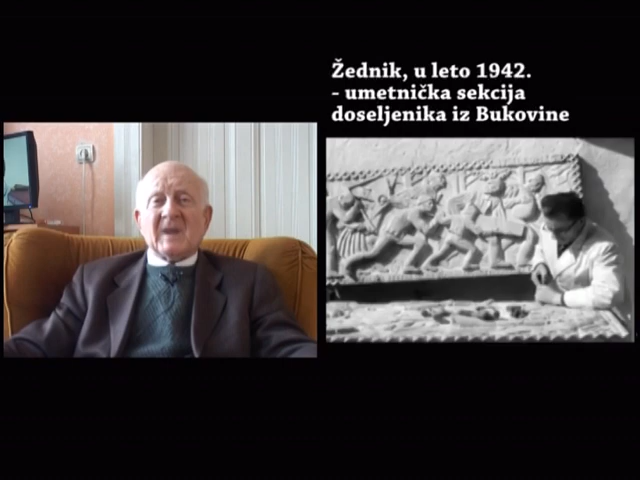 Žednik, u leto 1942.
- umetnička sekcija
doseljenika iz Bukovine